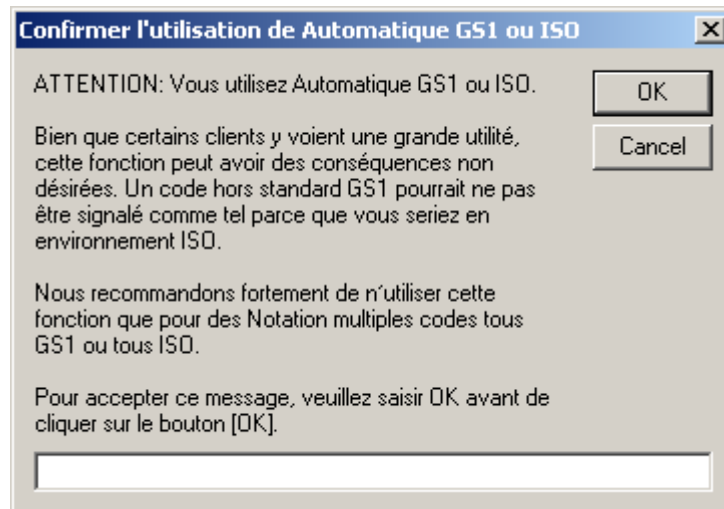 Confirmer l'utilisation de Automatique GS1 ou ISO
ATTENTION: Vous utilisez Automatique GS1 ou ISO.
OK
Bien que certains clients y voient une grande utilité,
Cancel
cette fonction peut avoir des conséquences non
désirées. Un code hors standard GS1 pourrait ne pas
être signalé comme tel parce que vous seriez en
environnement ISO.
Nous recommandons fortement de n´utiliser cette
fonction que pour des Notation multiples codes tous
GS1 ou tous ISO.
Pour accepter ce message, veuillez saisir OK avant de
cliquer sur le bouton [OK].